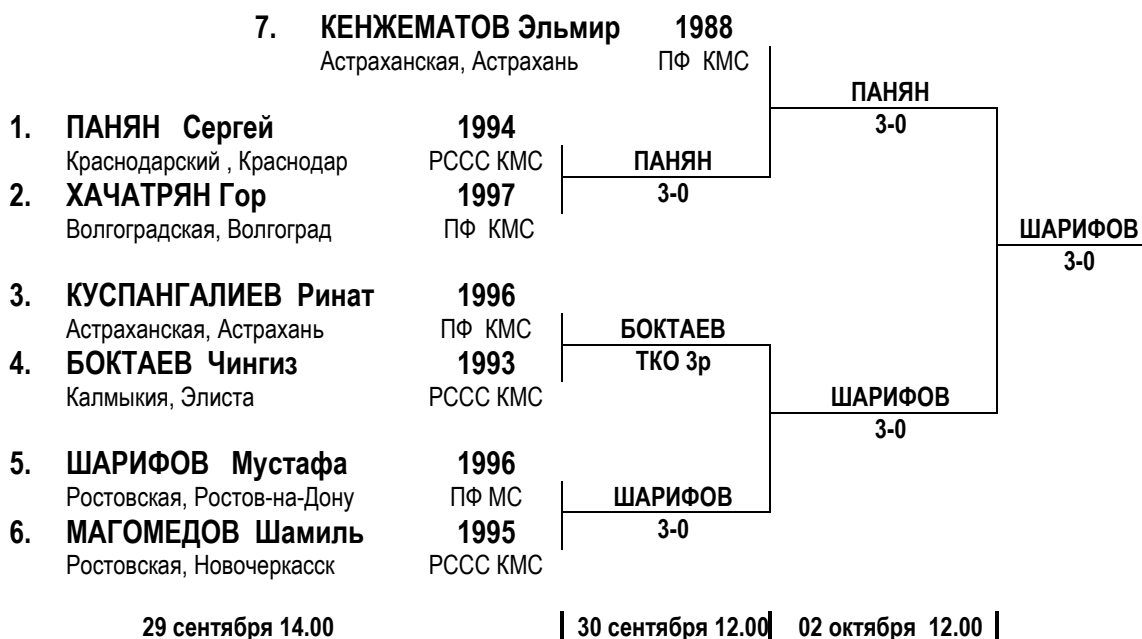 7. КЕНЖЕМАТОВ Эльмир 1988
Астраханская, Астрахань ПФ КМС
ПАНЯН
3-0
1. ПАНЯН Сергей 1994
Краснодарский , Краснодар РССС КМС
ПАНЯН
3-0
2. ХАЧАТРЯН Гор 1997
Волгоградская, Волгоград ПФ КМС
ШАРИФОВ
3-0
3. КУСПАНГАЛИЕВ Ринат 1996
Астраханская, Астрахань ПФ КМС
БОКТАЕВ
ТКО 3р
4. БОКТАЕВ Чингиз 1993
Калмыкия, Элиста РССС КМС
ШАРИФОВ
3-0
5. ШАРИФОВ Мустафа 1996
Ростовская, Ростов-на-Дону ПФ МС
ШАРИФОВ
3-0
6. МАГОМЕДОВ Шамиль 1995
Ростовская, Новочеркасск РССС КМС
29 сентября 14.00 30 сентября 12.00 02 октября 12.00